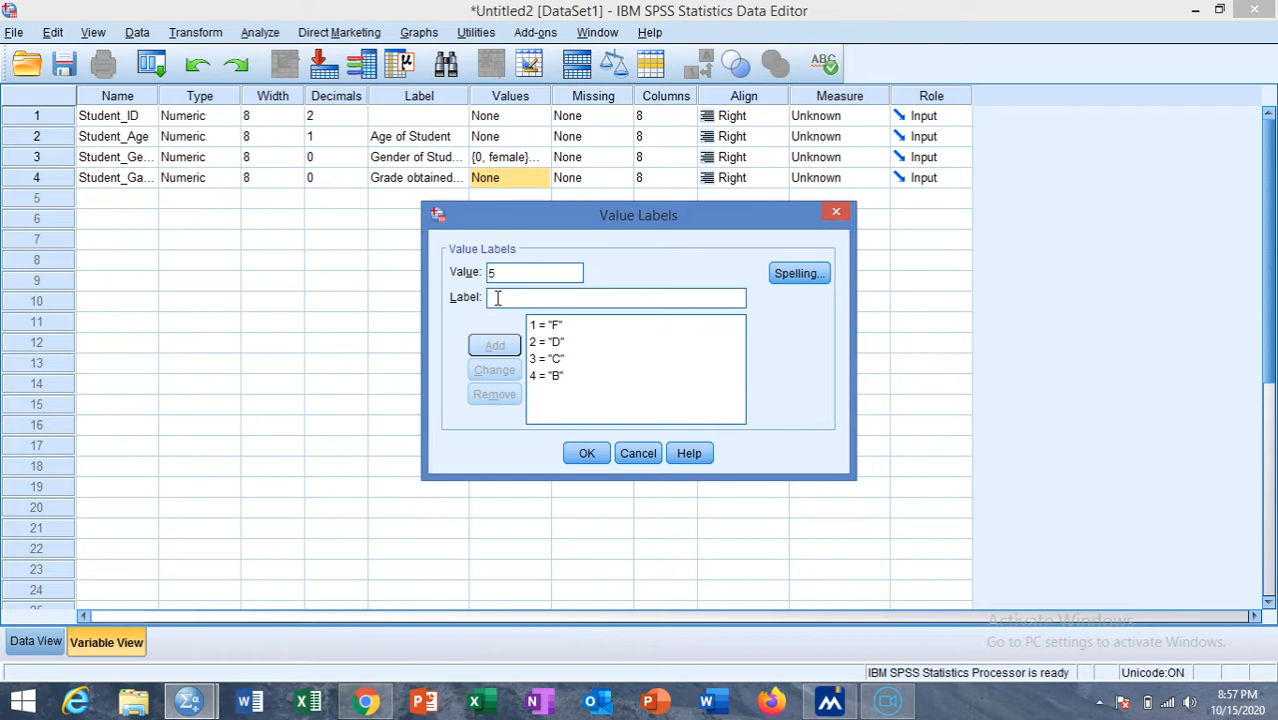 *Untitled2 [DataSet1] - IBM SPSS Statistics Data Editor
File Edit View Data Transform Analyze Direct Marketing Graphs Utilities Add-ons Window Help
Name Type Width Decimals Label Values Missing Columns Align Measure Role
1 Student_ID Numeric 8 2 None None 8 Right Unknown Input
2 Student_Age Numeric 8 1 Age of Student None None 8 Right Unknown Input
3 Student_Ge... Numeric 8 0 Gender of Stud... {0, female}... None 8 Right Unknown Input
4 Student_Ga... Numeric 8 0 Grade obtained... None None 8 Right Unknown Input
5
6
7
8
9
10
11
12
13
14
15
16
17
18
19
20
21
22
23
24
Value Labels
Value Labels
Value: 5
Spelling...
Label:
1 = "F"
2 = "D"
3 = "C"
4 = "B"
Add
Change
Remove
OK Cancel Help
Activate Windows
Go to PC settings to activate Windows.
Data View Variable View
IBM SPSS Statistics Processor is ready Unicode:ON
8:57 PM
10/15/2020